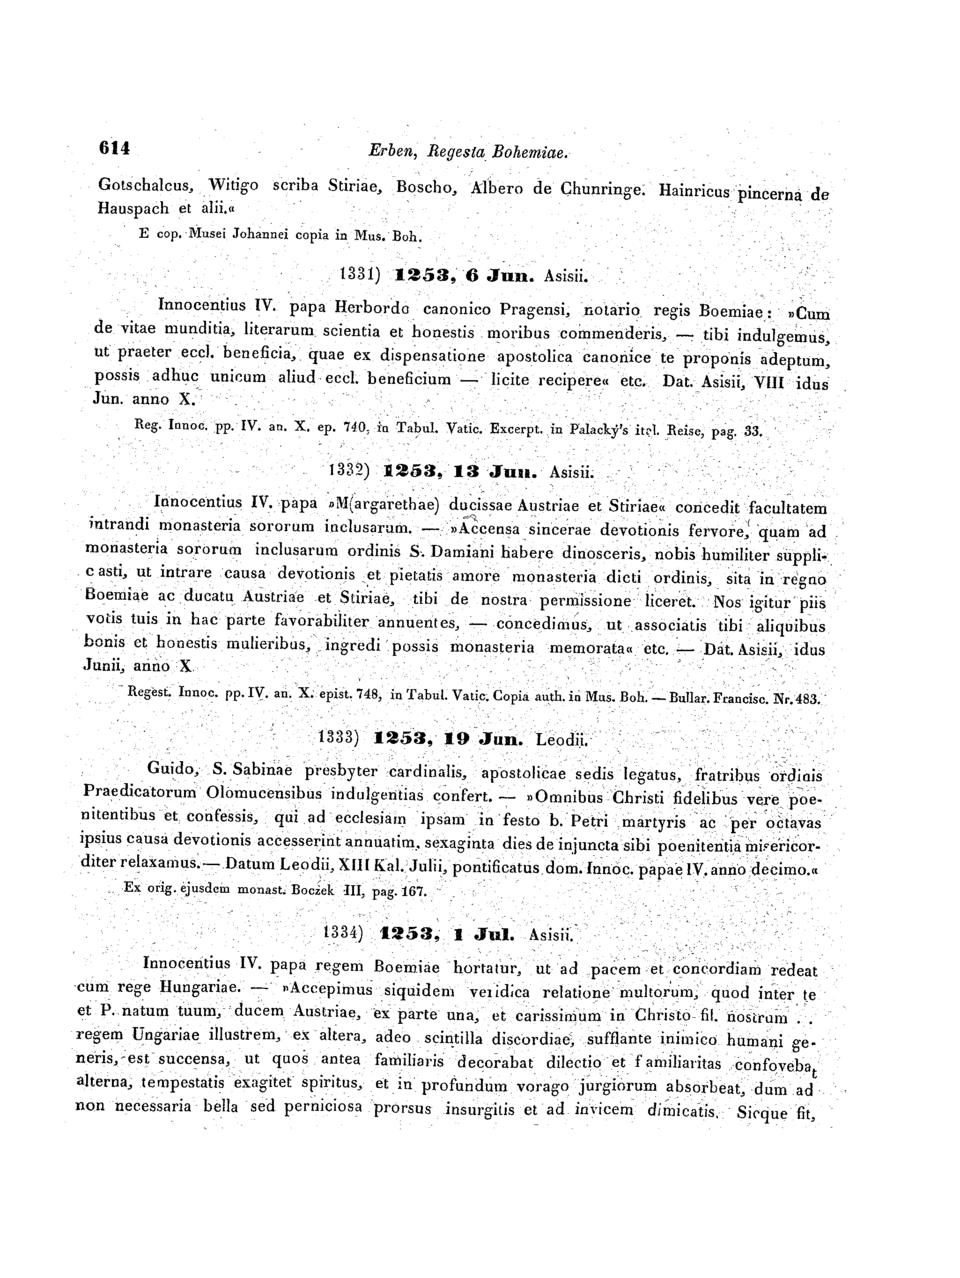 614 Erben, Regesta Bohemiae.
Gotschalcus, Witigo scriba Stiriae, Boscho, Albero de Chunringe. Hainricus pincerna de
Hauspach et alii.«
E cop. Musei Johannei copia in Mus. Boh.
1331) 1253, 6 Jun. Asisii.
Innocentius IV. papa Herbordo canonico Pragensi, notario regis Boemiae: »Cum
de vitae munditia, literarum scientia et honestis moribus commenderis, — tibi indulgemus,
ut praeter eccl. beneficia, quae ex dispensatione apostolica canonice te proponis adeptum,
possis adhuc unicum aliud eccl. beneficium — licite recipere« etc. Dat. Asisii, VIII idus
Jun. anno X.
Reg. Innoc. pp. IV. an. X. ep. 740, in Tabul. Vatic. Excerpt. in Palacký's itel. Reise, pag. 33.
1332) 1253, 13 Jun. Asisii.
Innocentius IV. papa »M(argarethae) ducissae Austriae et Stiriae« concedit facultatem
intrandi monasteria sororum inclusarum. — »Accensa sincerae devotionis fervore, quam ad
monasteria sororum inclusarum ordinis S. Damiani habere dinosceris, nobis humiliter suppli-
casti, ut intrare causa devotionis et pietatis amore monasteria dicti ordinis, sita in regno
Boemiae ac ducatu Austriae et Stiriae, tibi de nostra permissione liceret. Nos igitur piis
votis tuis in hac parte favorabiliter annuentes, — concedimus, ut associatis tibi aliquibus
bonis et honestis mulieribus, ingredi possis monasteria memorata« etc. — Dat. Asisii, idus
Junii, anno X
Regest. Innoc. pp. IV. an. X. epist. 748, in Tabul. Vatic. Copia auth. in Mus. Boh. — Bullar. Francisc. Nr. 483.
1333) 1253, 19 Jun. Leodii.
Guido, S. Sabinae presbyter cardinalis, apostolicae sedis legatus, fratribus ordinis
Praedicatorum Olomucensibus indulgentias confert. — »Omnibus Christi fidelibus vere poe-
nitentibus et confessis, qui ad ecclesiam ipsam in festo b. Petri martyris ac per octavas
ipsius causa devotionis accesserint annuatim, sexaginta dies de injuncta sibi poenitentia misericor-
diter relaxamus. — Datum Leodii, XIII Kal. Julii, pontificatus dom. Innoc. papae IV. anno decimo.«
Ex orig. ejusdem monast. Boczek III, pag. 167.
1334) 1253, 1 Jul. Asisii.
Innocentius IV. papa regem Boemiae hortatur, ut ad pacem et concordiam redeat
cum rege Hungariae. — »Accepimus siquidem veridica relatione multorum, quod inter te
et P. natum tuum, ducem Austriae, ex parte una, et carissimum in Christo fil. nostrum . .
regem Ungariae illustrem, ex altera, adeo scintilla discordiae, sufflante inimico humani ge-
neris, est succensa, ut quos antea familiaris decorabat dilectio et familiaritas confovebat
alterna, tempestatis exagitet spiritus, et in profundum vorago jurgiorum absorbeat, dum ad
non necessaria bella sed perniciosa prorsus insurgitis et ad invicem dimicatis. Sicque fit,